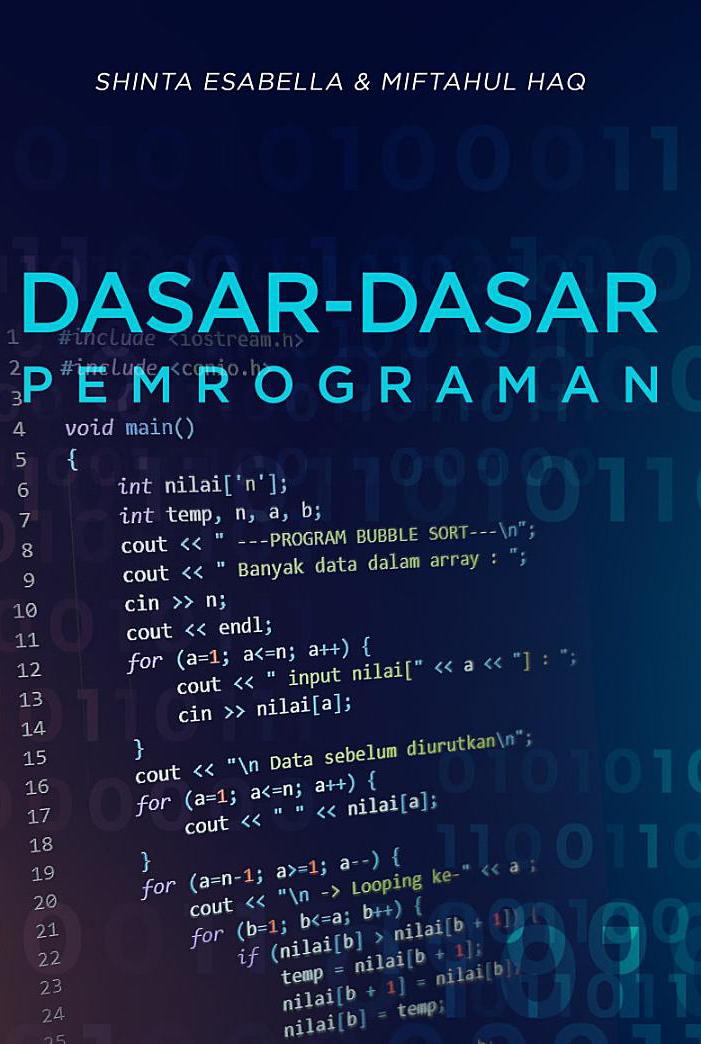 SHINTA ESABELLA & MIFTAHUL HAQ
DASAR-DASAR
PEMROGRAMAN
1 #include <iostream.h>
2 #include <conio.h>
3
4 void main()
5 {
6 int nilai['n'];
7 int temp, n, a, b;
8 cout << " ---PROGRAM BUBBLE SORT---\n";
9 cout << " Banyak data dalam array : ";
10 cin >> n;
11 cout << endl;
12 for (a=1; a<=n; a++) {
13 cout << " input nilai[" << a << "] : ";
14 cin >> nilai[a];
15 }
16 cout << "\n Data sebelum diurutkan\n";
17 for (a=1; a<=n; a++) {
18 cout << " " << nilai[a];
19 }
20 for (a=n-1; a>=1; a--) {
21 cout << "\n -> Looping ke-" << a ;
22 for (b=1; b<=a; b++) {
23 if (nilai[b] > nilai[b + 1]) {
24 temp = nilai[b + 1];
25 nilai[b + 1] = nilai[b];
nilai[b] = temp;